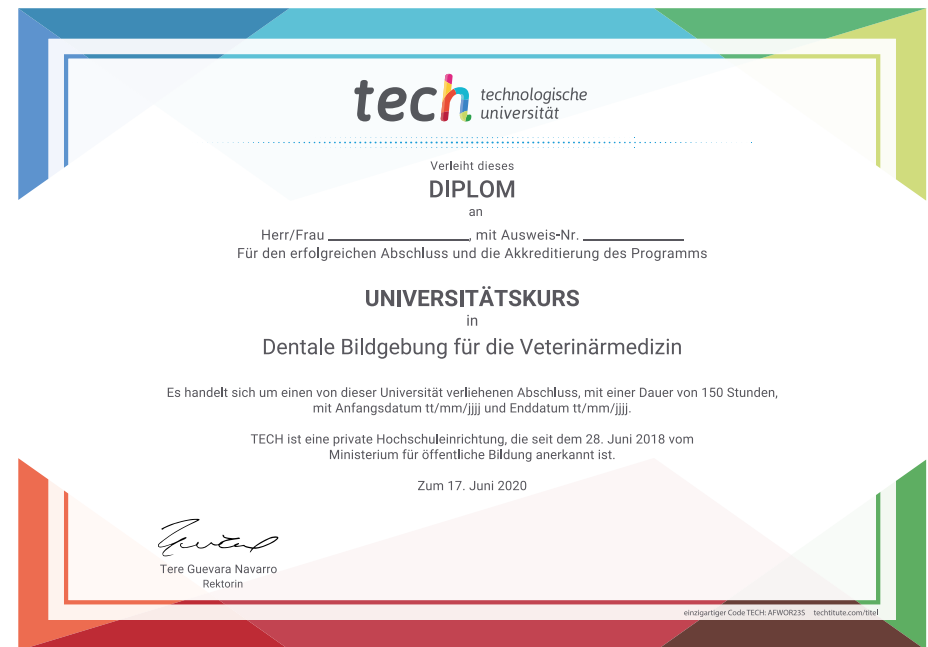 tech technologische
universität
Verleiht dieses
DIPLOM
an
Herr/Frau ____________________, mit Ausweis-Nr. ______________
Für den erfolgreichen Abschluss und die Akkreditierung des Programms
UNIVERSITÄTSKURS
in
Dentale Bildgebung für die Veterinärmedizin
Es handelt sich um einen von dieser Universität verliehenen Abschluss, mit einer Dauer von 150 Stunden,
mit Anfangsdatum tt/mm/jjjj und Enddatum tt/mm/jjjj.
TECH ist eine private Hochschuleinrichtung, die seit dem 28. Juni 2018 vom
Ministerium für öffentliche Bildung anerkannt ist.
Zum 17. Juni 2020
Tere Guevara Navarro
Rektorin
einzigartiger Code TECH: AFWOR235 techtitute.com/titel